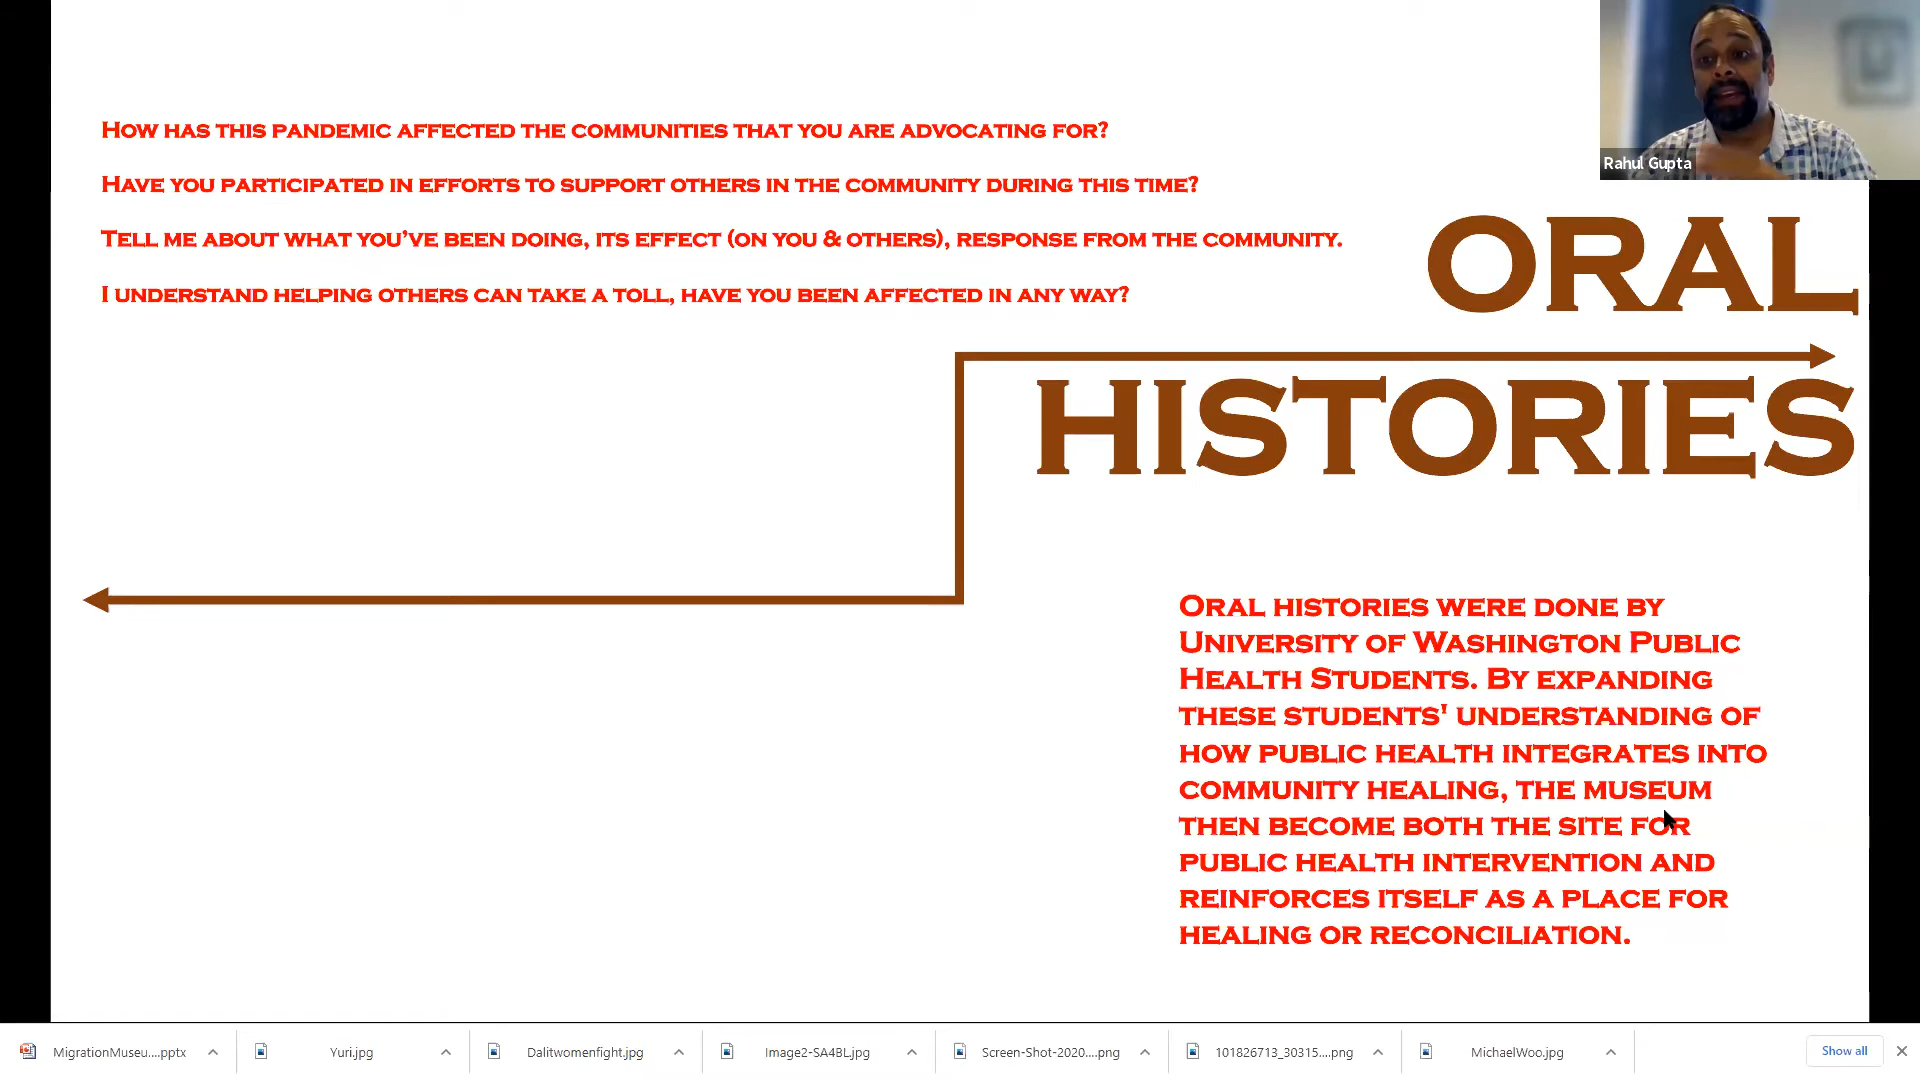 How has this pandemic affected the communities that you are advocating for?
Have you participated in efforts to support others in the community during this time?
Tell me about what you’ve been doing, its effect (on you & others), response from the community.
I understand helping others can take a toll, have you been affected in any way?
Rahul Gupta
ORAL
HISTORIES
Oral histories were done by
University of Washington Public
Health Students. By expanding
these students' understanding of
how public health integrates into
community healing, the museum
then become both the site for
public health intervention and
reinforces itself as a place for
healing or reconciliation.
MigrationMuseu....pptx
Yuri.jpg
Dalitwomenfight.jpg
Image2-SA4BL.jpg
Screen-Shot-2020....png
101826713_30315....png
MichaelWoo.jpg
Show all